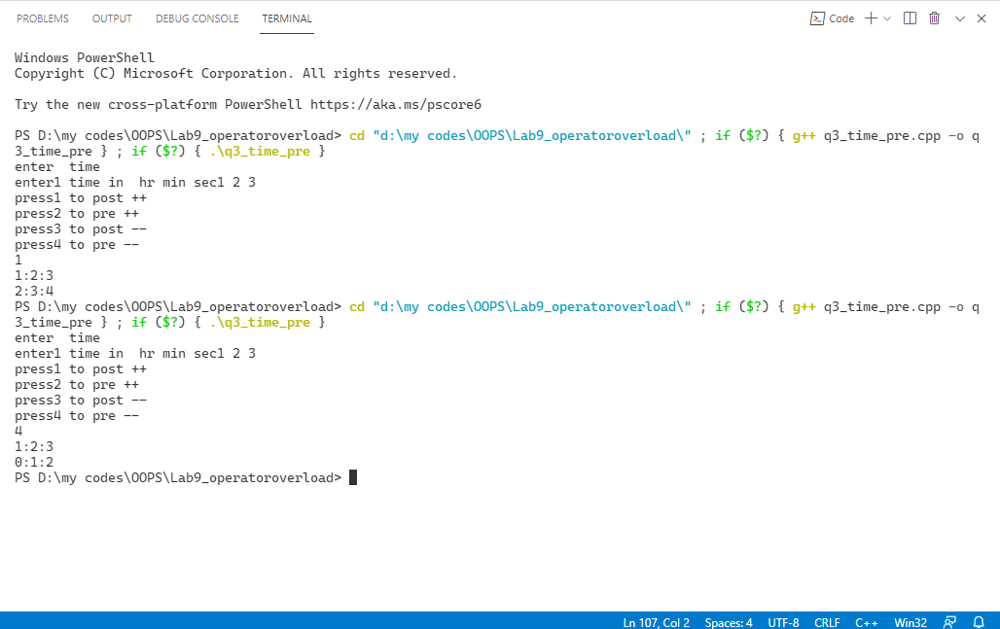 PROBLEMS OUTPUT DEBUG CONSOLE TERMINAL Code
Windows PowerShell
Copyright (C) Microsoft Corporation. All rights reserved.
Try the new cross-platform PowerShell https://aka.ms/pscore6
PS D:\my codes\OOPS\Lab9_operatoroverload> cd "d:\my codes\OOPS\Lab9_operatoroverload\" ; if ($?) { g++ q3_time_pre.cpp -o q
3_time_pre } ; if ($?) { .\q3_time_pre }
enter  time
enter1 time in  hr min sec1 2 3
press1 to post ++
press2 to pre ++
press3 to post --
press4 to pre --
1
1:2:3
2:3:4
PS D:\my codes\OOPS\Lab9_operatoroverload> cd "d:\my codes\OOPS\Lab9_operatoroverload\" ; if ($?) { g++ q3_time_pre.cpp -o q
3_time_pre } ; if ($?) { .\q3_time_pre }
enter  time
enter1 time in  hr min sec1 2 3
press1 to post ++
press2 to pre ++
press3 to post --
press4 to pre --
4
1:2:3
0:1:2
PS D:\my codes\OOPS\Lab9_operatoroverload>
Ln 107, Col 2 Spaces: 4 UTF-8 CRLF C++ Win32